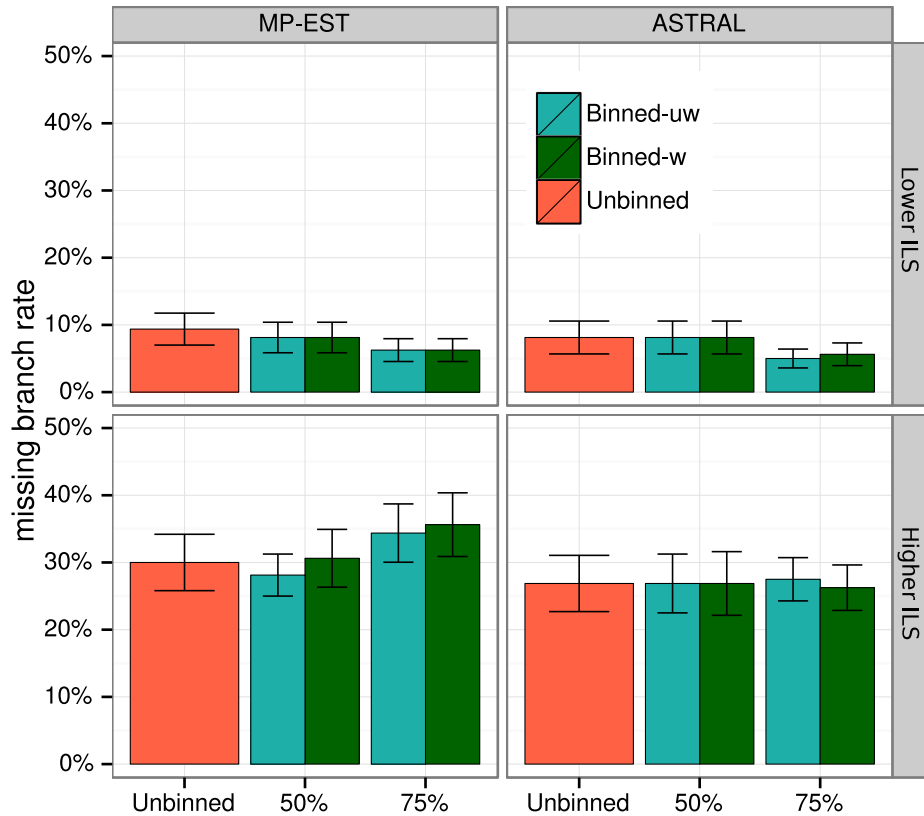 MP-EST ASTRAL
50%
40%
30%
20%
10%
0%
Binned-uw
Binned-w
Unbinned
Lower ILS
missing branch rate
50%
40%
30%
20%
10%
0%
Higher ILS
Unbinned 50% 75% Unbinned 50% 75%